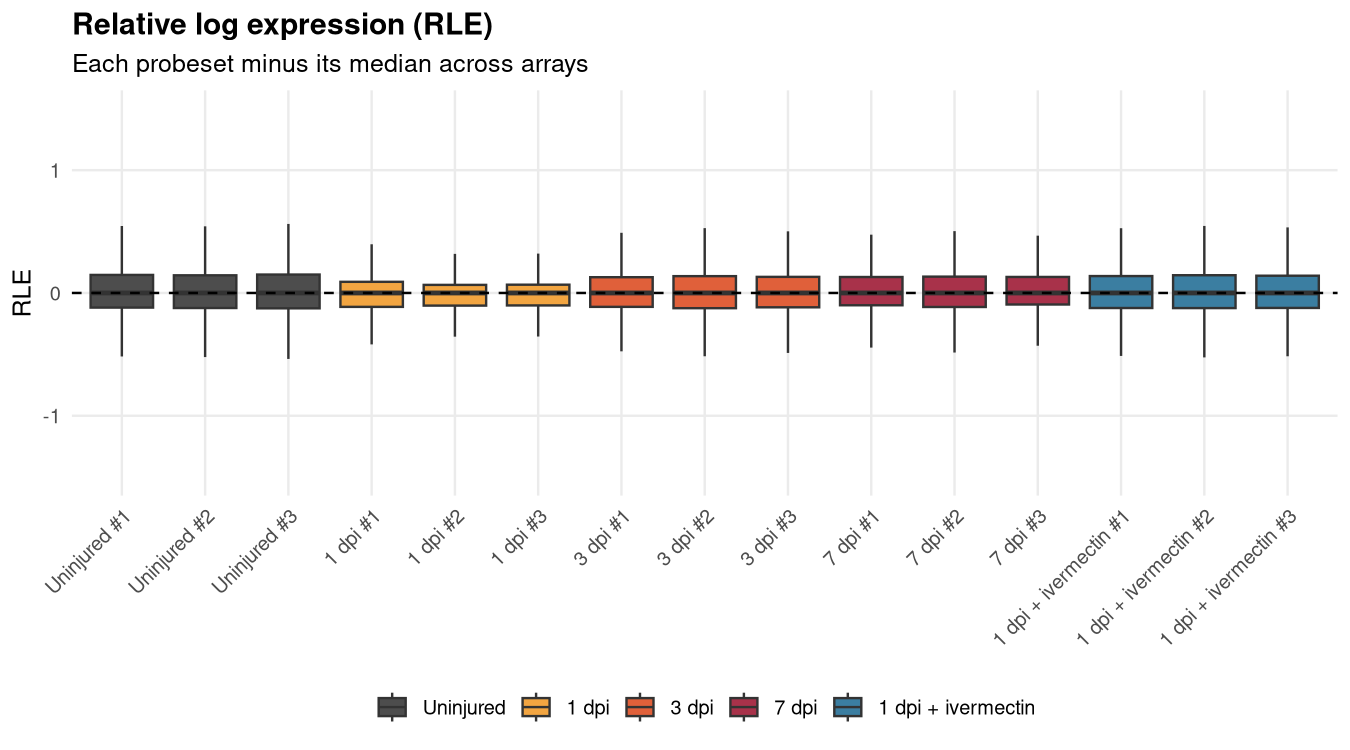 Relative log expression (RLE)
Each probeset minus its median across arrays
RLE
1
0
-1
Uninjured #1
Uninjured #2
Uninjured #3
1 dpi #1
1 dpi #2
1 dpi #3
3 dpi #1
3 dpi #2
3 dpi #3
7 dpi #1
7 dpi #2
7 dpi #3
1 dpi + ivermectin #1
1 dpi + ivermectin #2
1 dpi + ivermectin #3
Uninjured 1 dpi 3 dpi 7 dpi 1 dpi + ivermectin